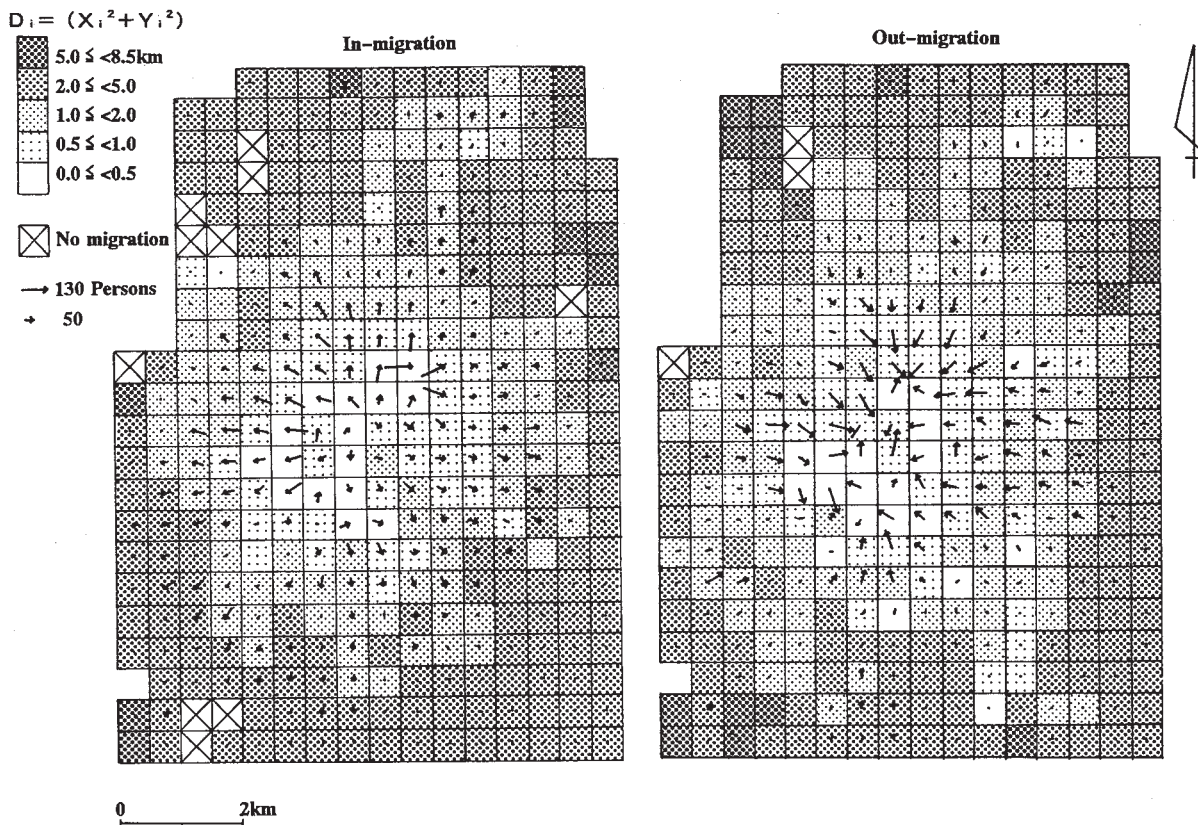 Dᵢ= (Xᵢ²+Yᵢ²)
5.0 ≦ <8.5km
2.0 ≦ <5.0
1.0 ≦ <2.0
0.5 ≦ <1.0
0.0 ≦ <0.5
No migration
130 Persons
50
In-migration
Out-migration
0 2km